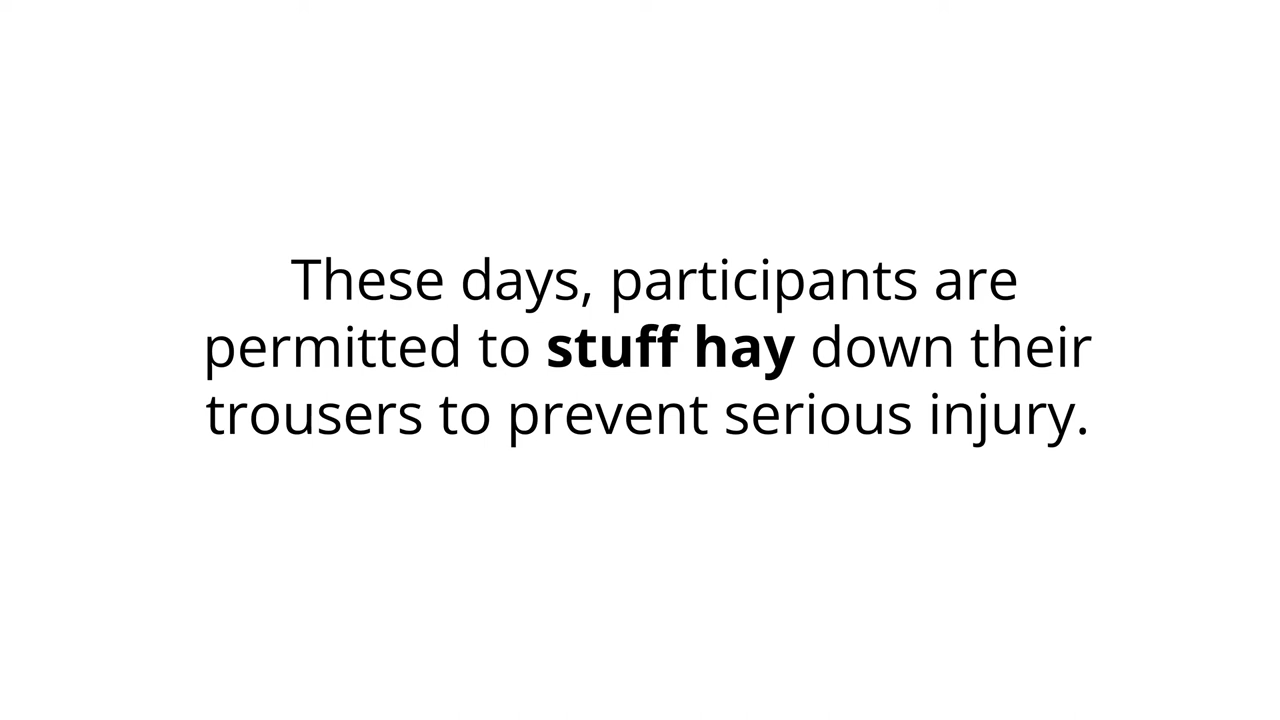 These days, participants are
permitted to stuff hay down their
trousers to prevent serious injury.